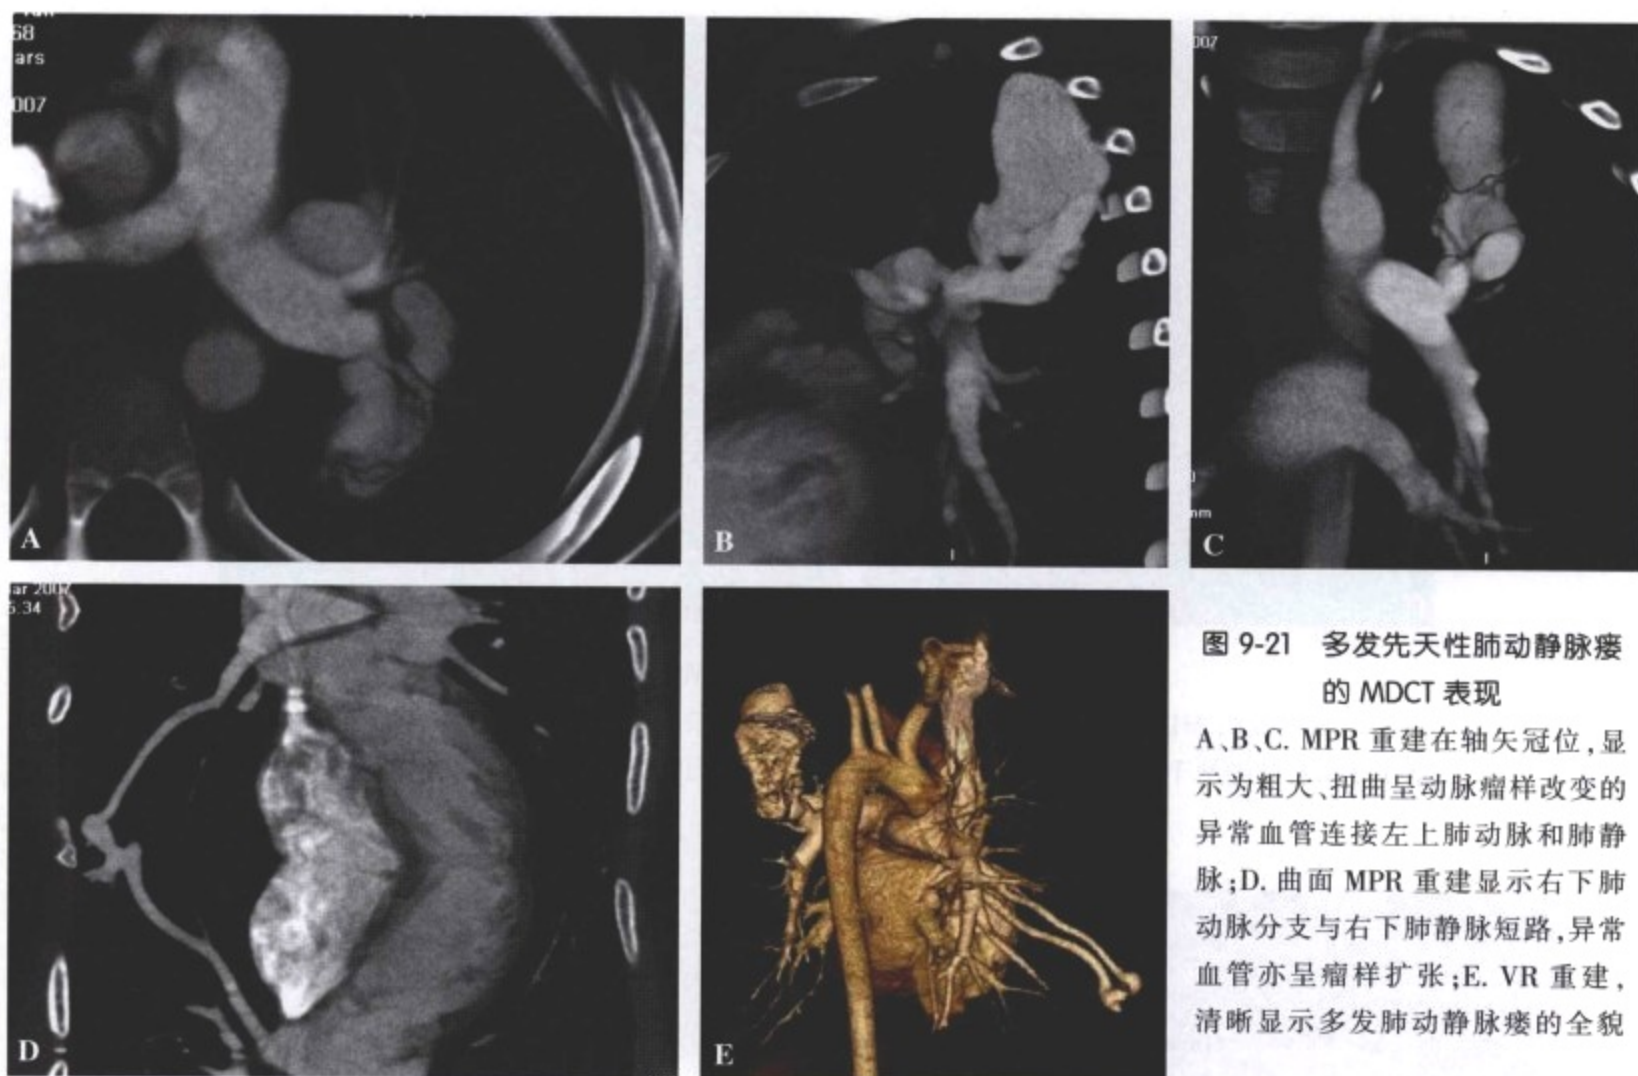 68
ars
007
A
B
007
mm
C
ar 2007
5.34
D
E
图 9-21 多发先天性肺动静脉瘘
的 MDCT 表现
A、B、C. MPR 重建在轴矢冠位,显
示为粗大、扭曲呈动脉瘤样改变的
异常血管连接左上肺动脉和肺静
脉;D. 曲面 MPR 重建显示右下肺
动脉分支与右下肺静脉短路,异常
血管亦呈瘤样扩张;E. VR 重建,
清晰显示多发肺动静脉瘘的全貌